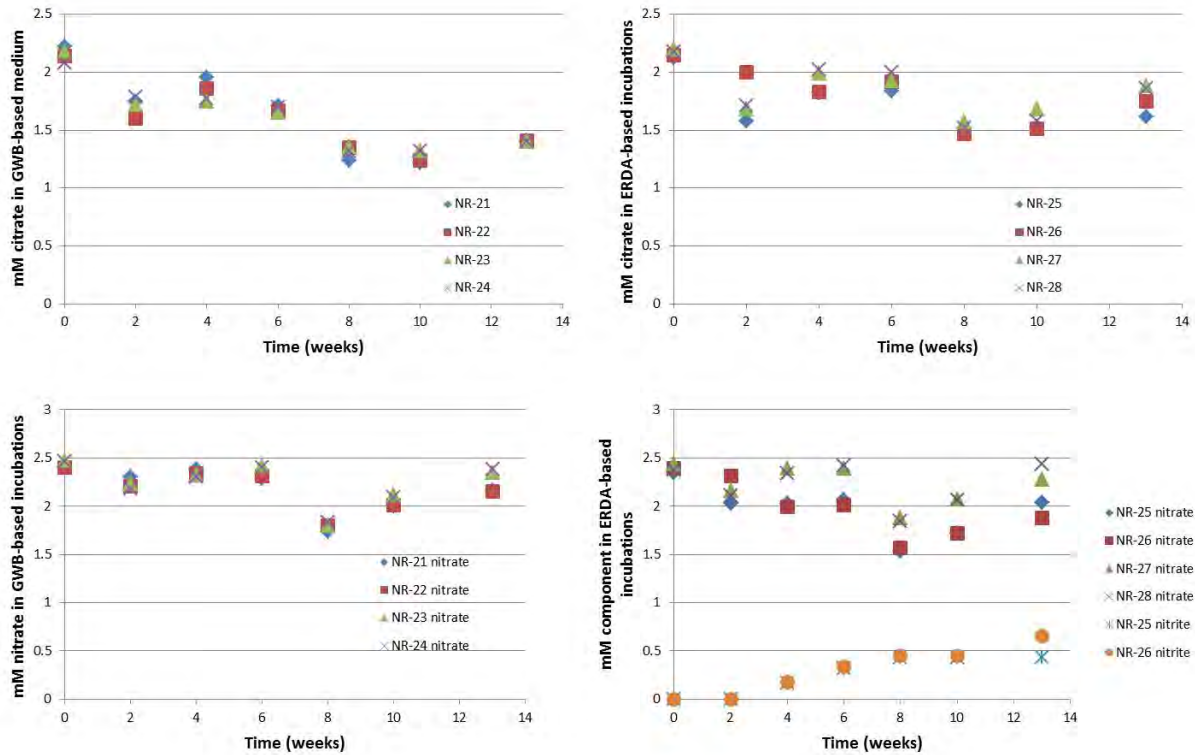 mM citrate in GWB-based medium
2.5
2
1.5
1
0.5
0
0 2 4 6 8 10 12 14
Time (weeks)
NR-21
NR-22
NR-23
NR-24
mM citrate in ERDA-based incubations
2.5
2
1.5
1
0.5
0
0 2 4 6 8 10 12 14
Time (weeks)
NR-25
NR-26
NR-27
NR-28
mM nitrate in GWB-based incubations
3
2.5
2
1.5
1
0.5
0
0 2 4 6 8 10 12 14
Time (weeks)
NR-21 nitrate
NR-22 nitrate
NR-23 nitrate
NR-24 nitrate
mM component in ERDA-based
incubations
3
2.5
2
1.5
1
0.5
0
0 2 4 6 8 10 12 14
Time (weeks)
NR-25 nitrate
NR-26 nitrate
NR-27 nitrate
NR-28 nitrate
NR-25 nitrite
NR-26 nitrite